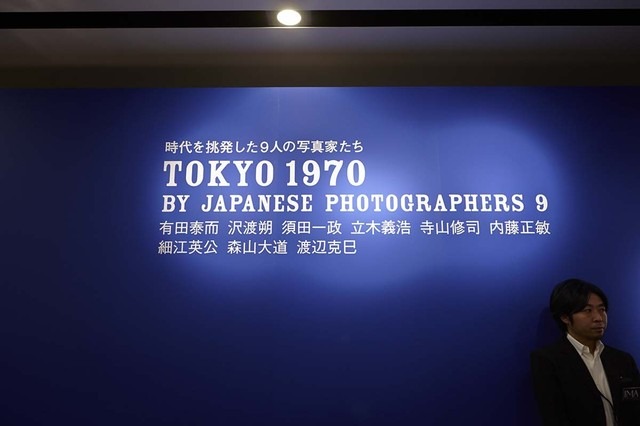 時代を挑発した9人の写真家たち
TOKYO 1970
BY JAPANESE PHOTOGRAPHERS 9
有田泰而 沢渡朔 須田一政 立木義浩 寺山修司 内藤正敏
細江英公 森山大道 渡辺克巳
IMA